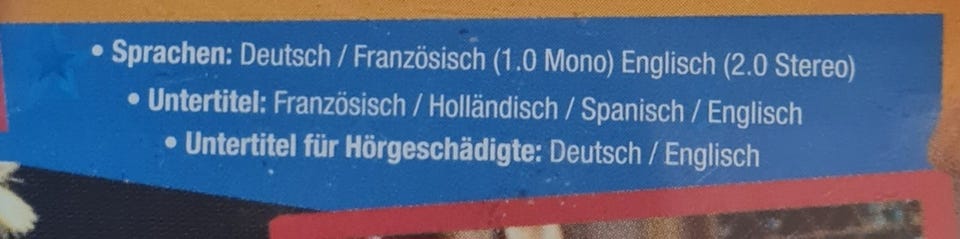 • Sprachen: Deutsch / Französisch (1.0 Mono) Englisch (2.0 Stereo)
• Untertitel: Französisch / Holländisch / Spanisch / Englisch
• Untertitel für Hörgeschädigte: Deutsch / Englisch